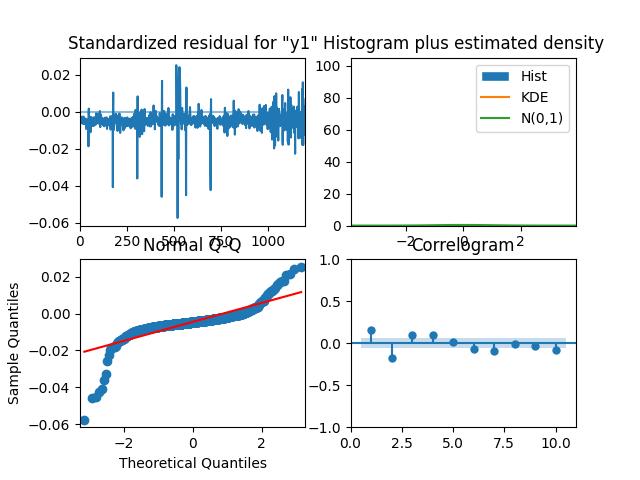 Standardized residual for "y1" Histogram plus estimated density
0.02
0.00
−0.02
−0.04
−0.06
0 250 500 750 1000
100
80
60
40
20
0
−2 0 2
Hist
KDE
N(0,1)
Normal Q-Q
Correlogram
Sample Quantiles
0.02
0.00
−0.02
−0.04
−0.06
−2 0 2
Theoretical Quantiles
1.0
0.5
0.0
−0.5
−1.0
0.0 2.5 5.0 7.5 10.0